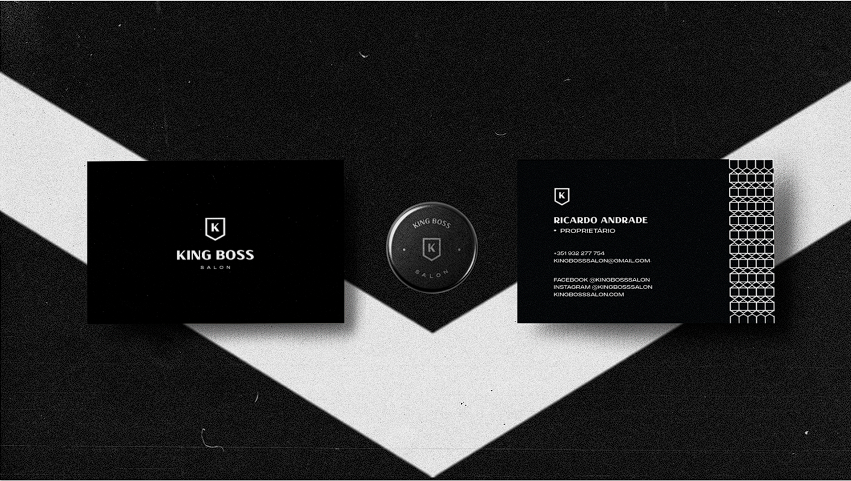 K
KING BOSS
SALON
KING BOSS
K
SALON
K
RICARDO ANDRADE
• PROPRIETÁRIO
+351 932 277 754
KINGBOSSSALON@GMAIL.COM
FACEBOOK @KINGBOSSSALON
INSTAGRAM @KINGBOSSSALON
KINGBOSSSALON.COM